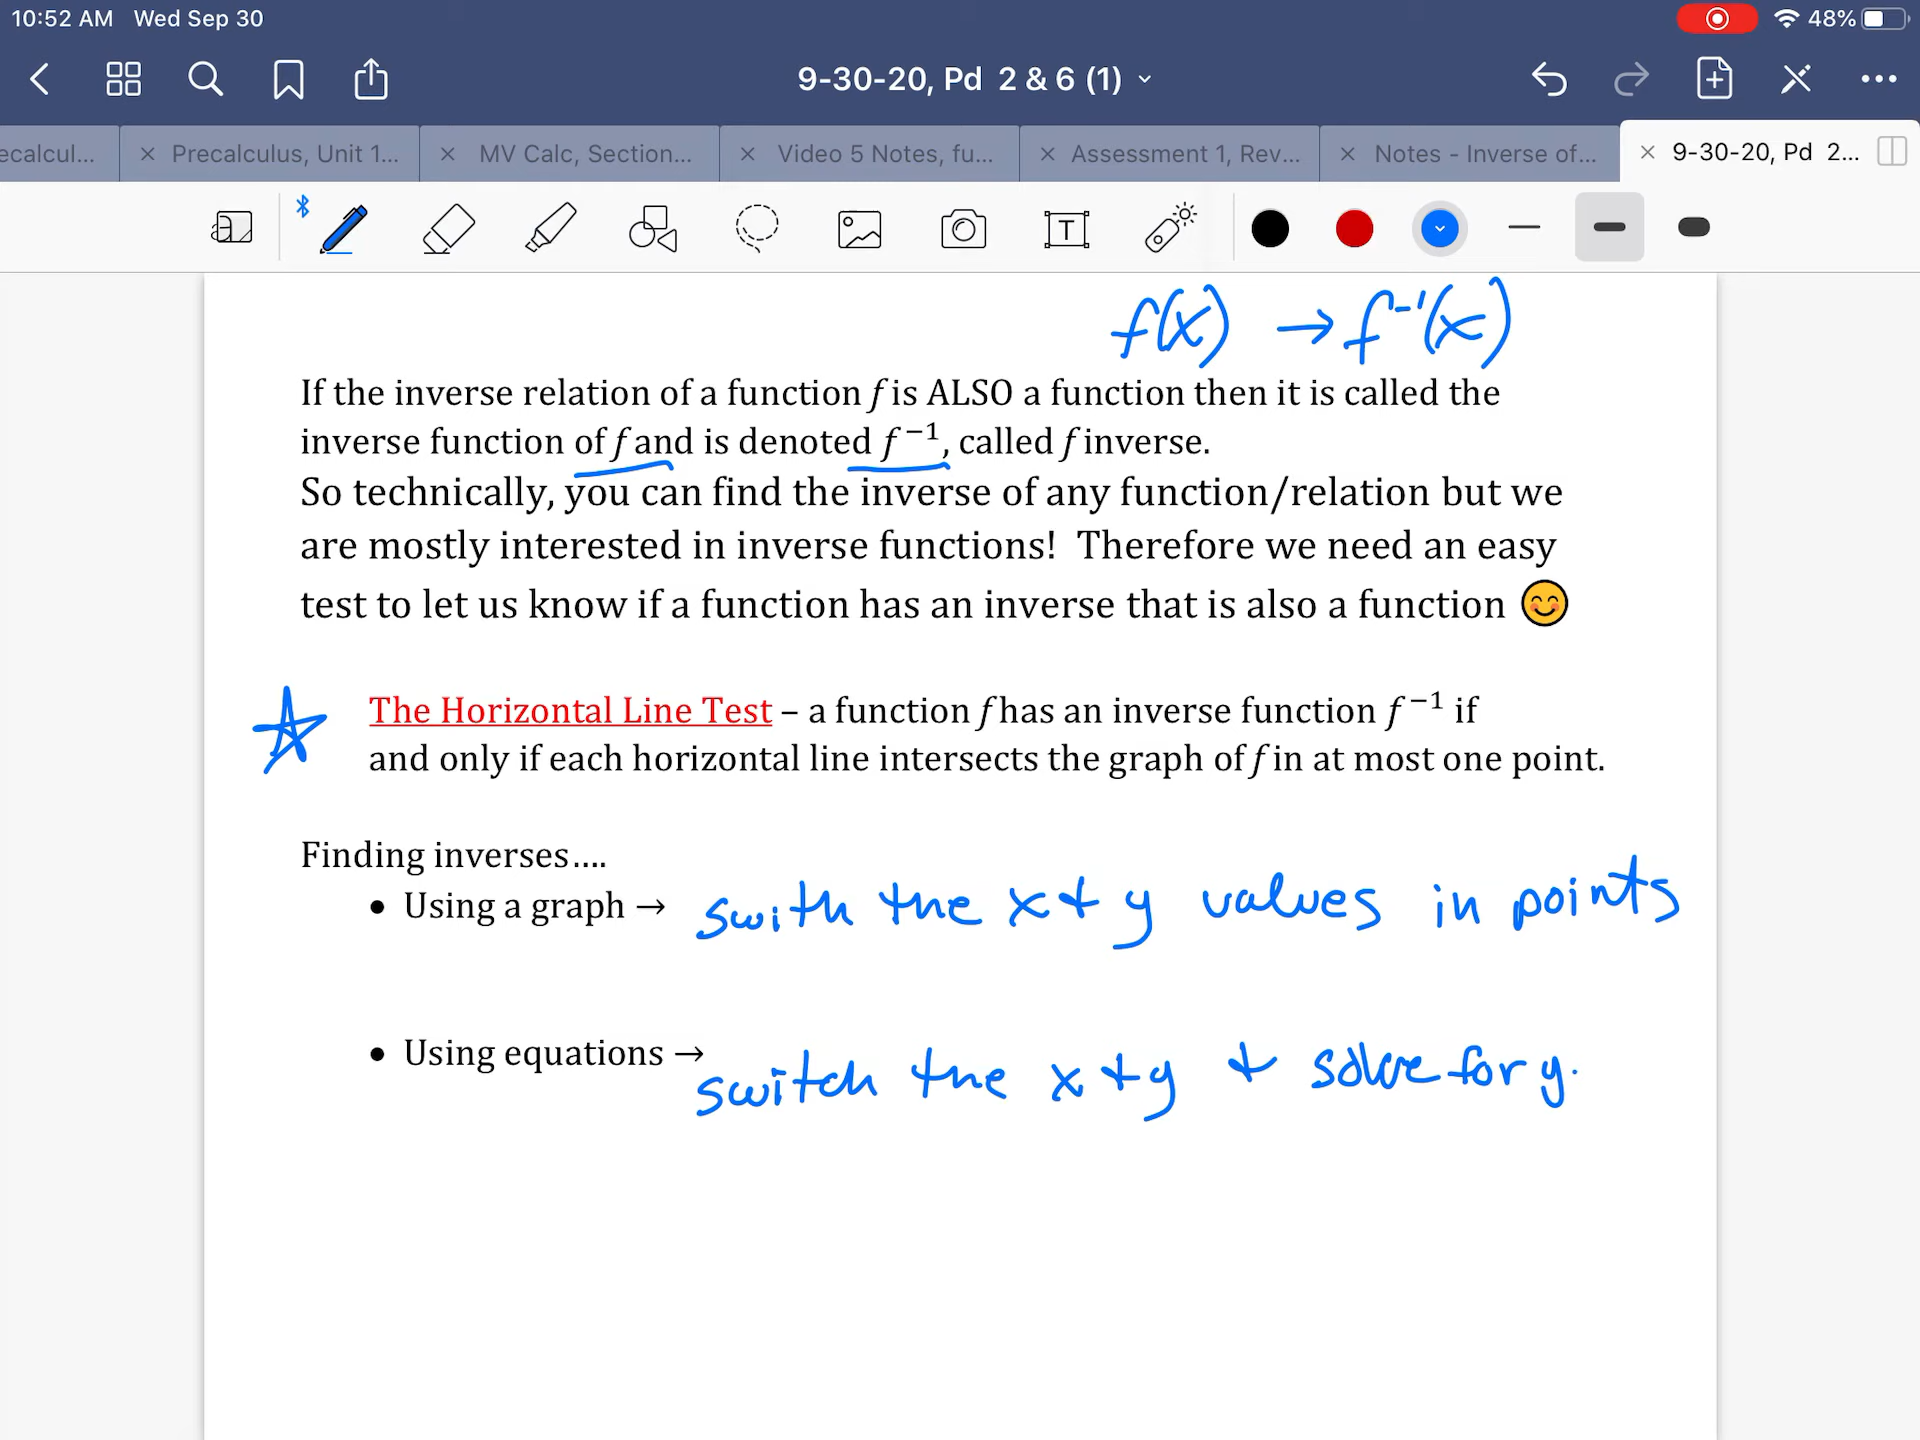 10:52 AM Wed Sep 30
48%
9-30-20, Pd 2 & 6 (1)
ecalcul...
× Precalculus, Unit 1...
× MV Calc, Section...
× Video 5 Notes, fu...
× Assessment 1, Rev...
× Notes - Inverse of...
× 9-30-20, Pd 2...
T
f(x) → f⁻¹(x)
If the inverse relation of a function f is ALSO a function then it is called the
inverse function of f and is denoted f⁻¹, called f inverse.
So technically, you can find the inverse of any function/relation but we
are mostly interested in inverse functions! Therefore we need an easy
test to let us know if a function has an inverse that is also a function 😊
The Horizontal Line Test – a function f has an inverse function f⁻¹ if
and only if each horizontal line intersects the graph of f in at most one point.
Finding inverses….
• Using a graph → swith the x + y values in points
• Using equations → switch the x + y + solve for y.